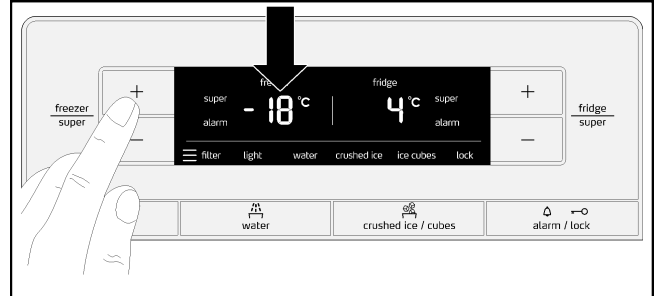 fridge
super
-18 °C
4 °C
super
alarm
alarm
freezer
super
fridge
super
filter
light
water
crushed ice
ice cubes
lock
water
crushed ice / cubes
alarm / lock